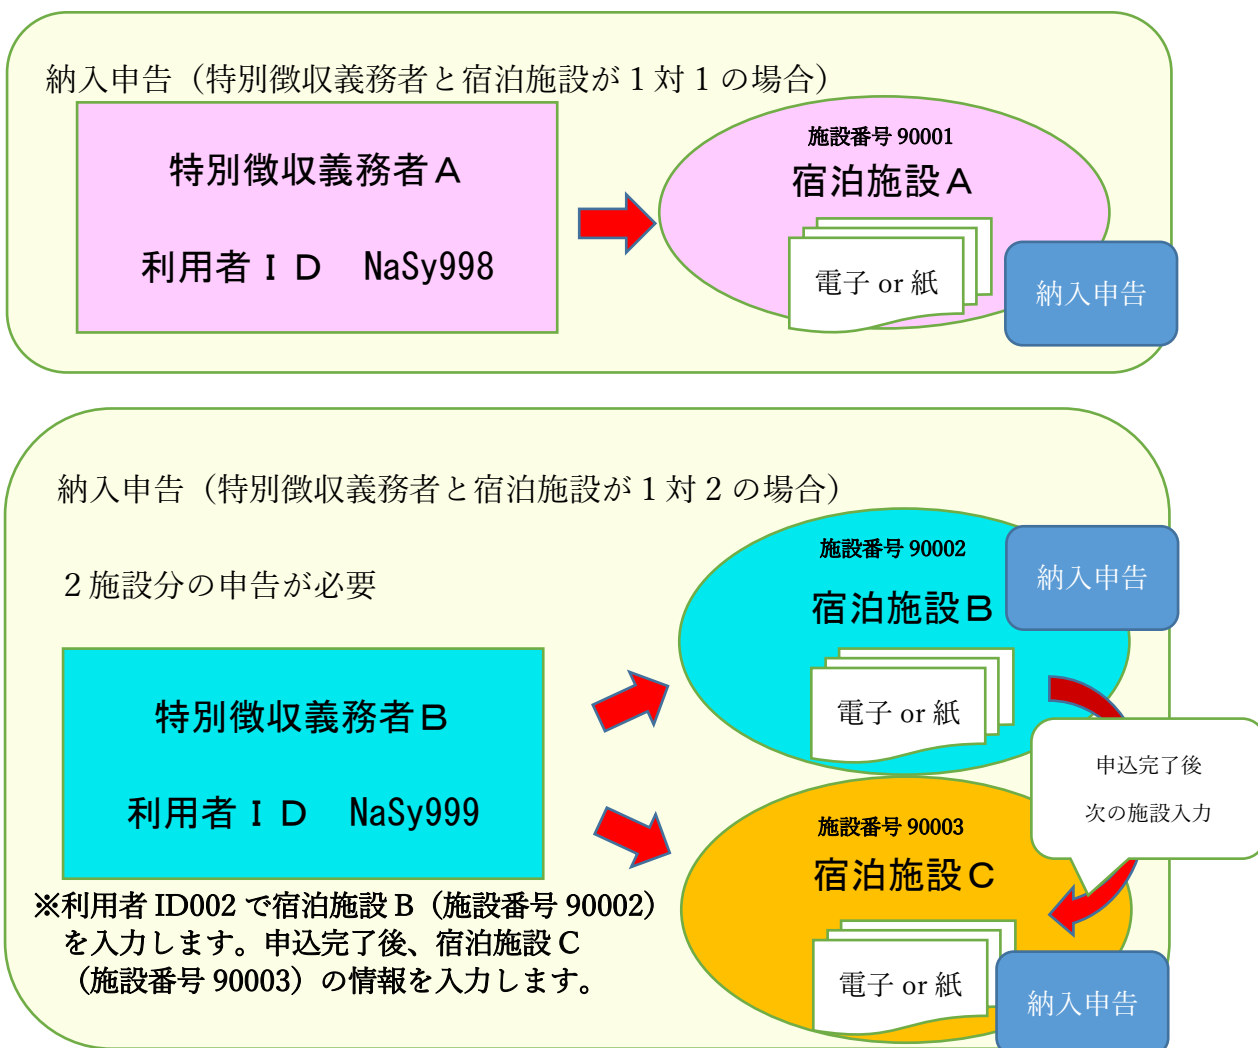 納入申告（特別徴収義務者と宿泊施設が１対１の場合）
特別徴収義務者Ａ
利用者ＩＤ　NaSy998
施設番号 90001
宿泊施設Ａ
電子 or 紙
納入申告
納入申告（特別徴収義務者と宿泊施設が１対２の場合）
２施設分の申告が必要
特別徴収義務者Ｂ
利用者ＩＤ　NaSy999
施設番号 90002
宿泊施設Ｂ
電子 or 紙
納入申告
申込完了後
次の施設入力
施設番号 90003
宿泊施設Ｃ
電子 or 紙
納入申告
※利用者 ID002 で宿泊施設 B（施設番号 90002）
を入力します。申込完了後、宿泊施設 C
（施設番号 90003）の情報を入力します。